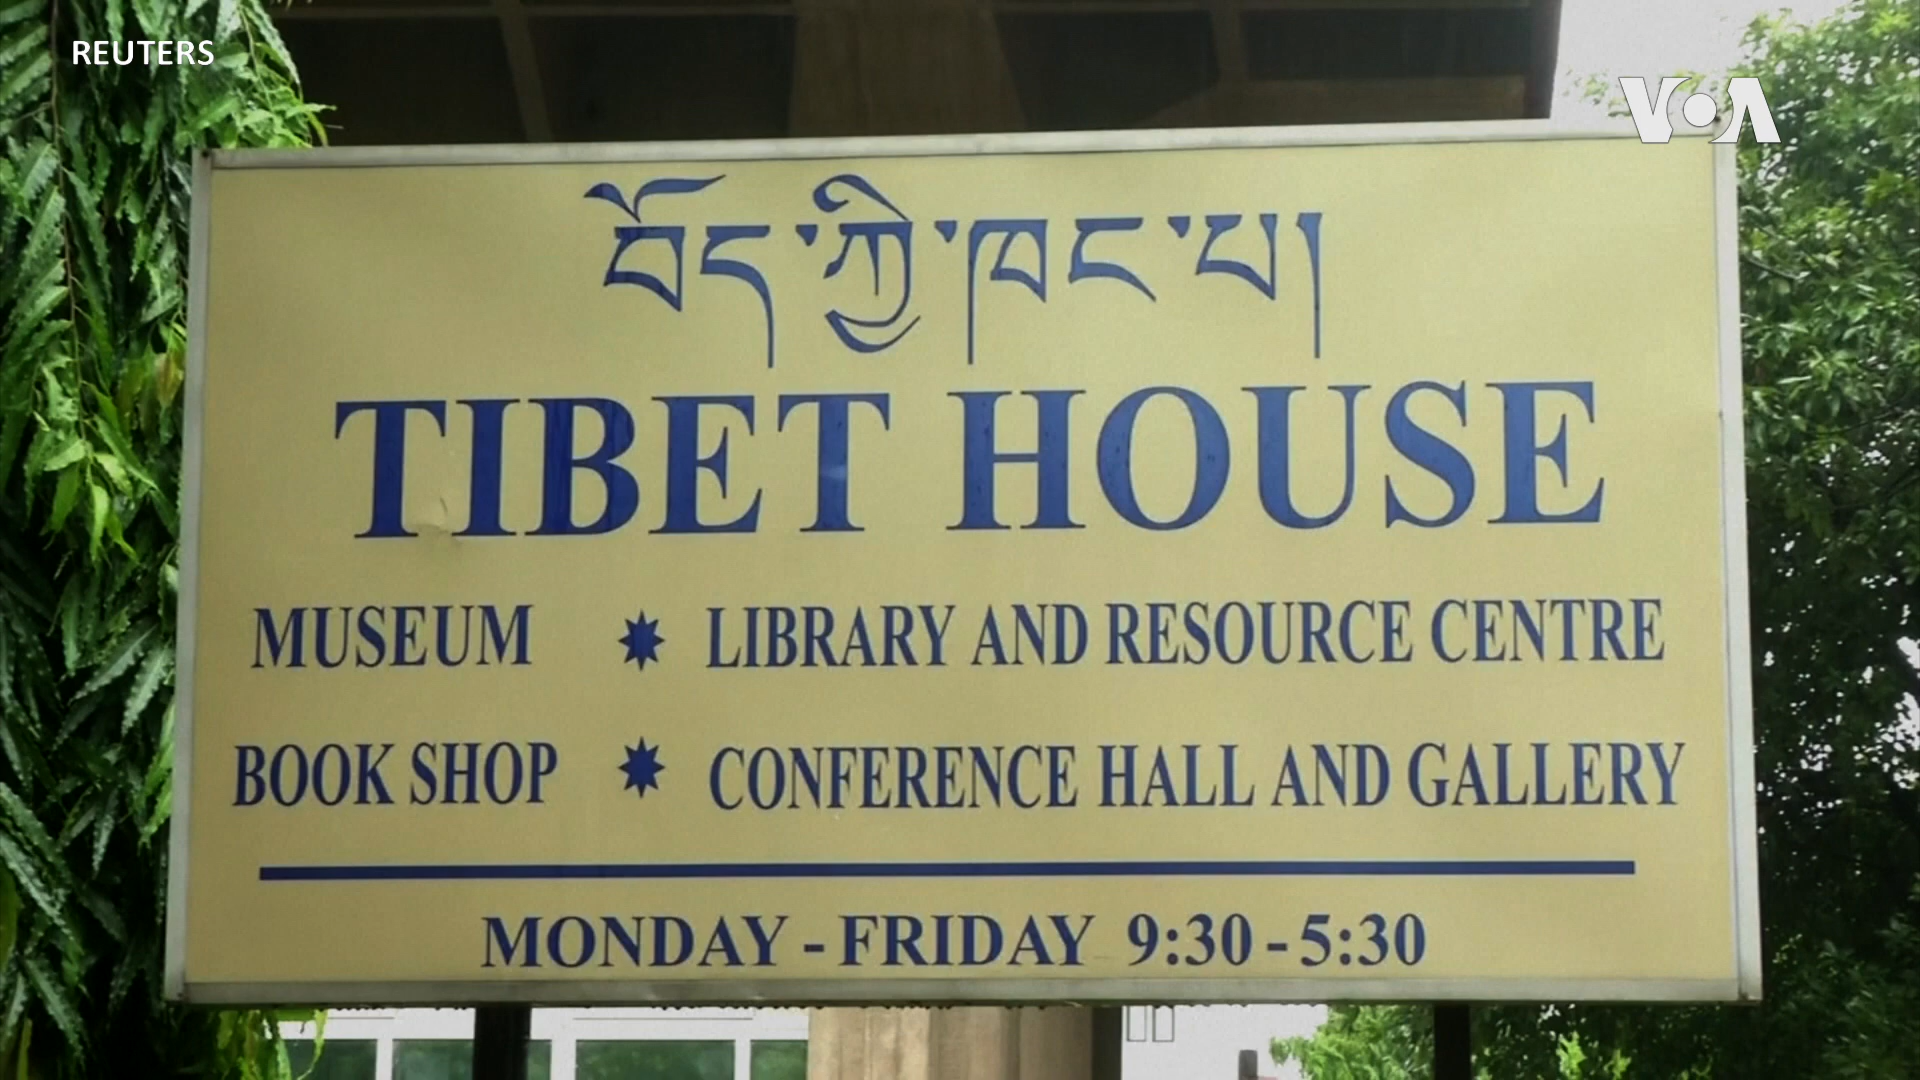 REUTERS
VOA
བོད་ཀྱི་ཁང་པ།
TIBET HOUSE
MUSEUM ✷ LIBRARY AND RESOURCE CENTRE
BOOK SHOP ✷ CONFERENCE HALL AND GALLERY
MONDAY - FRIDAY 9:30 - 5:30